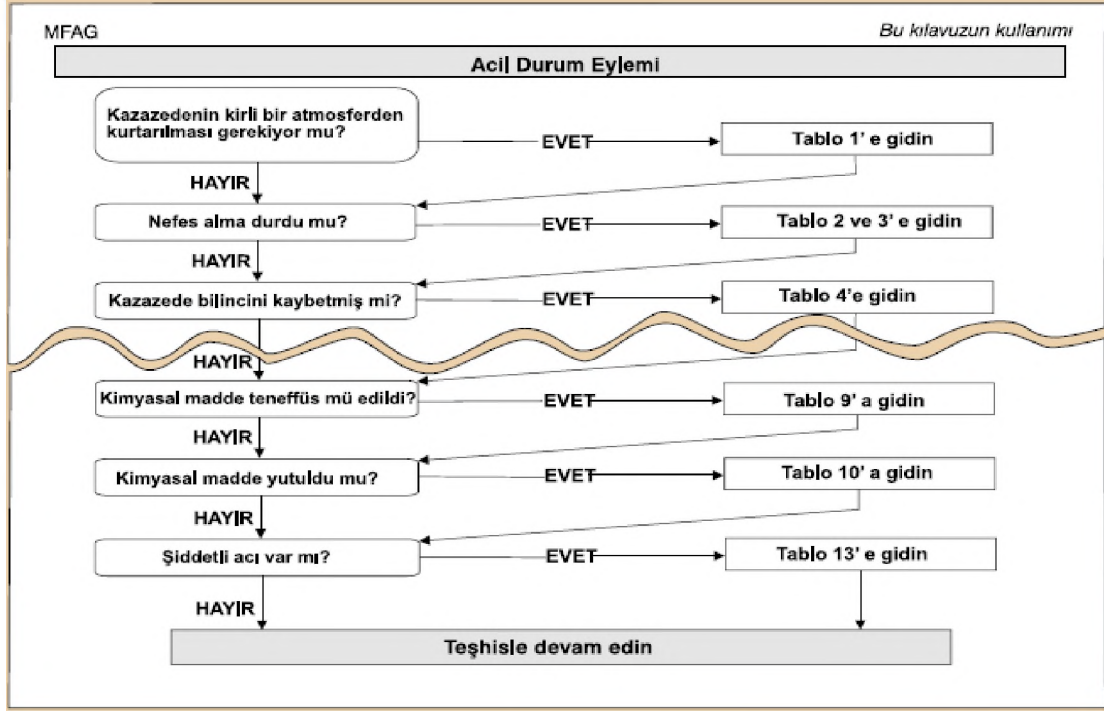 MFAG
Bu kılavuzun kullanımı
Acil Durum Eylemi
Kazazedenin kirli bir atmosferden
kurtarılması gerekiyor mu?
EVET
Tablo 1' e gidin
HAYIR
Nefes alma durdu mu?
EVET
Tablo 2 ve 3' e gidin
HAYIR
Kazazede bilincini kaybetmiş mi?
EVET
Tablo 4'e gidin
HAYIR
Kimyasal madde teneffüs mü edildi?
EVET
Tablo 9' a gidin
HAYIR
Kimyasal madde yutuldu mu?
EVET
Tablo 10' a gidin
HAYIR
Şiddetli acı var mı?
EVET
Tablo 13' e gidin
HAYIR
Teşhisle devam edin